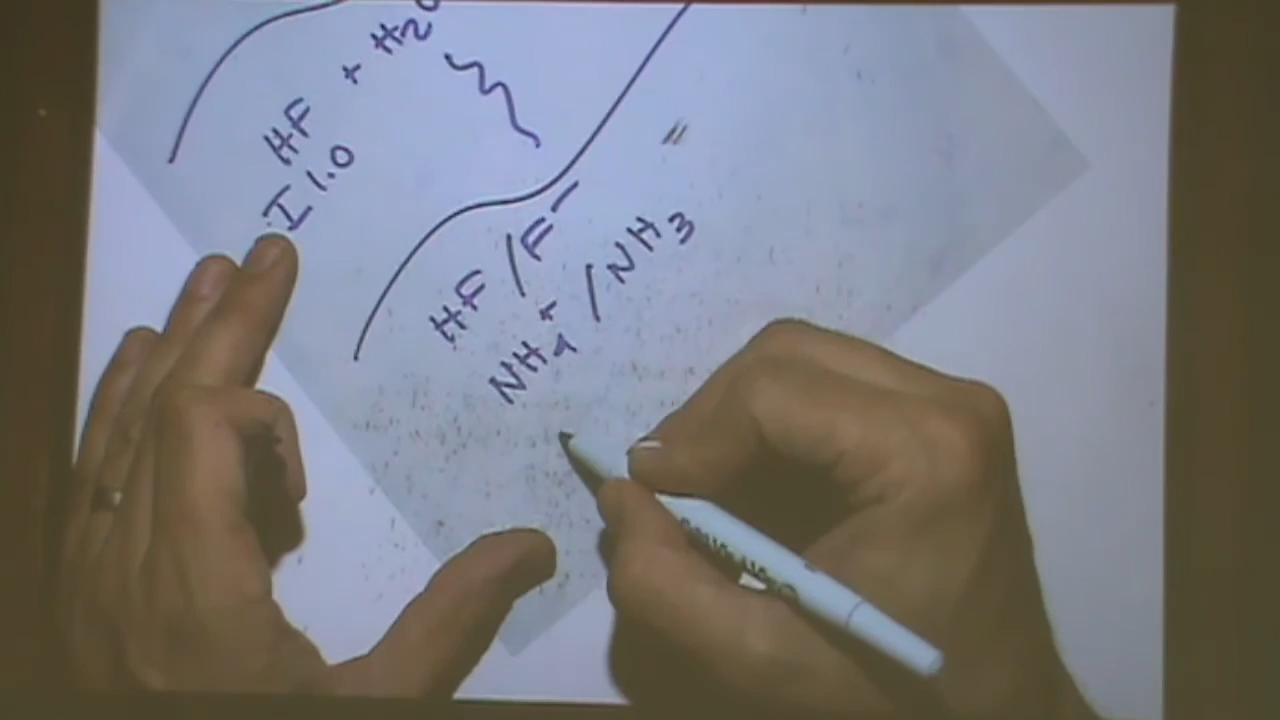 HF + H2O
I 1.0
HF/F⁻
NH4⁺/NH3